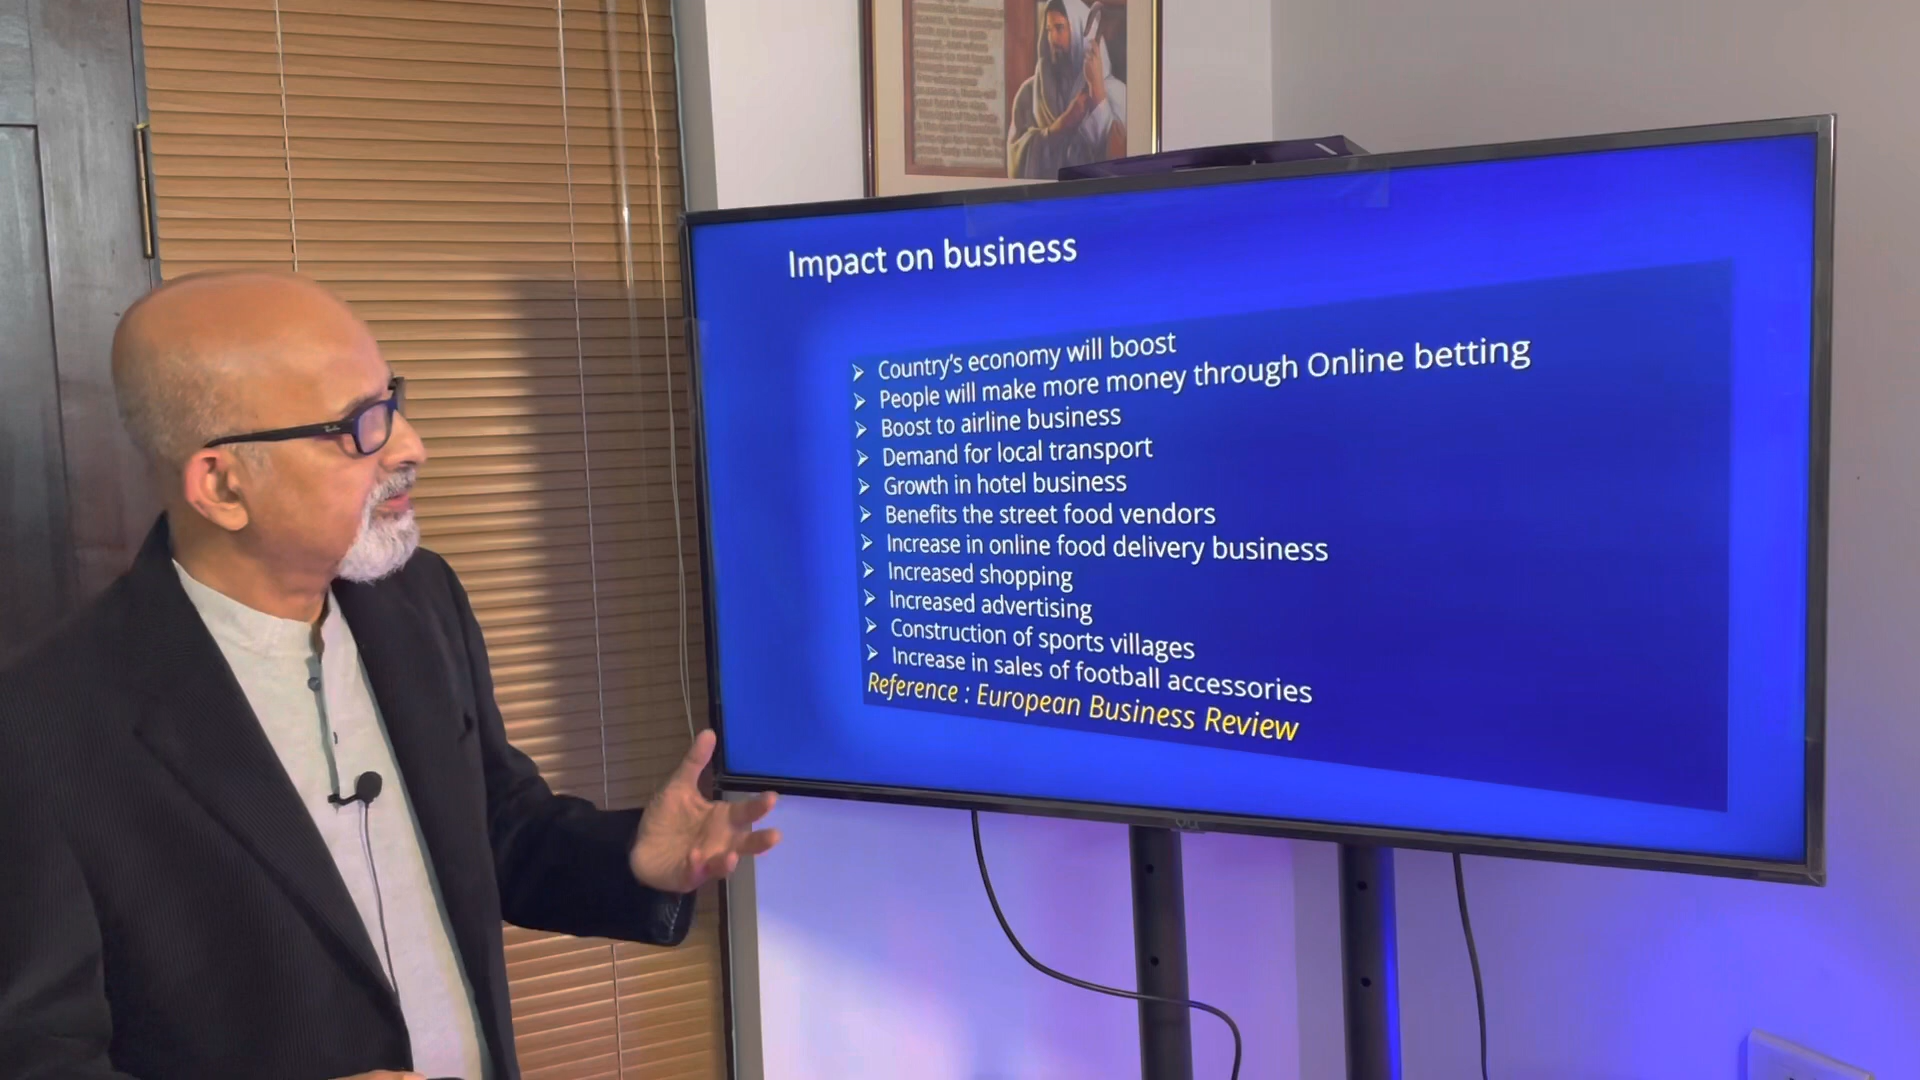 Impact on business
➢ Country's economy will boost
➢ People will make more money through Online betting
➢ Boost to airline business
➢ Demand for local transport
➢ Growth in hotel business
➢ Benefits the street food vendors
➢ Increase in online food delivery business
➢ Increased shopping
➢ Increased advertising
➢ Construction of sports villages
➢ Increase in sales of football accessories
Reference : European Business Review
Ray-Ban